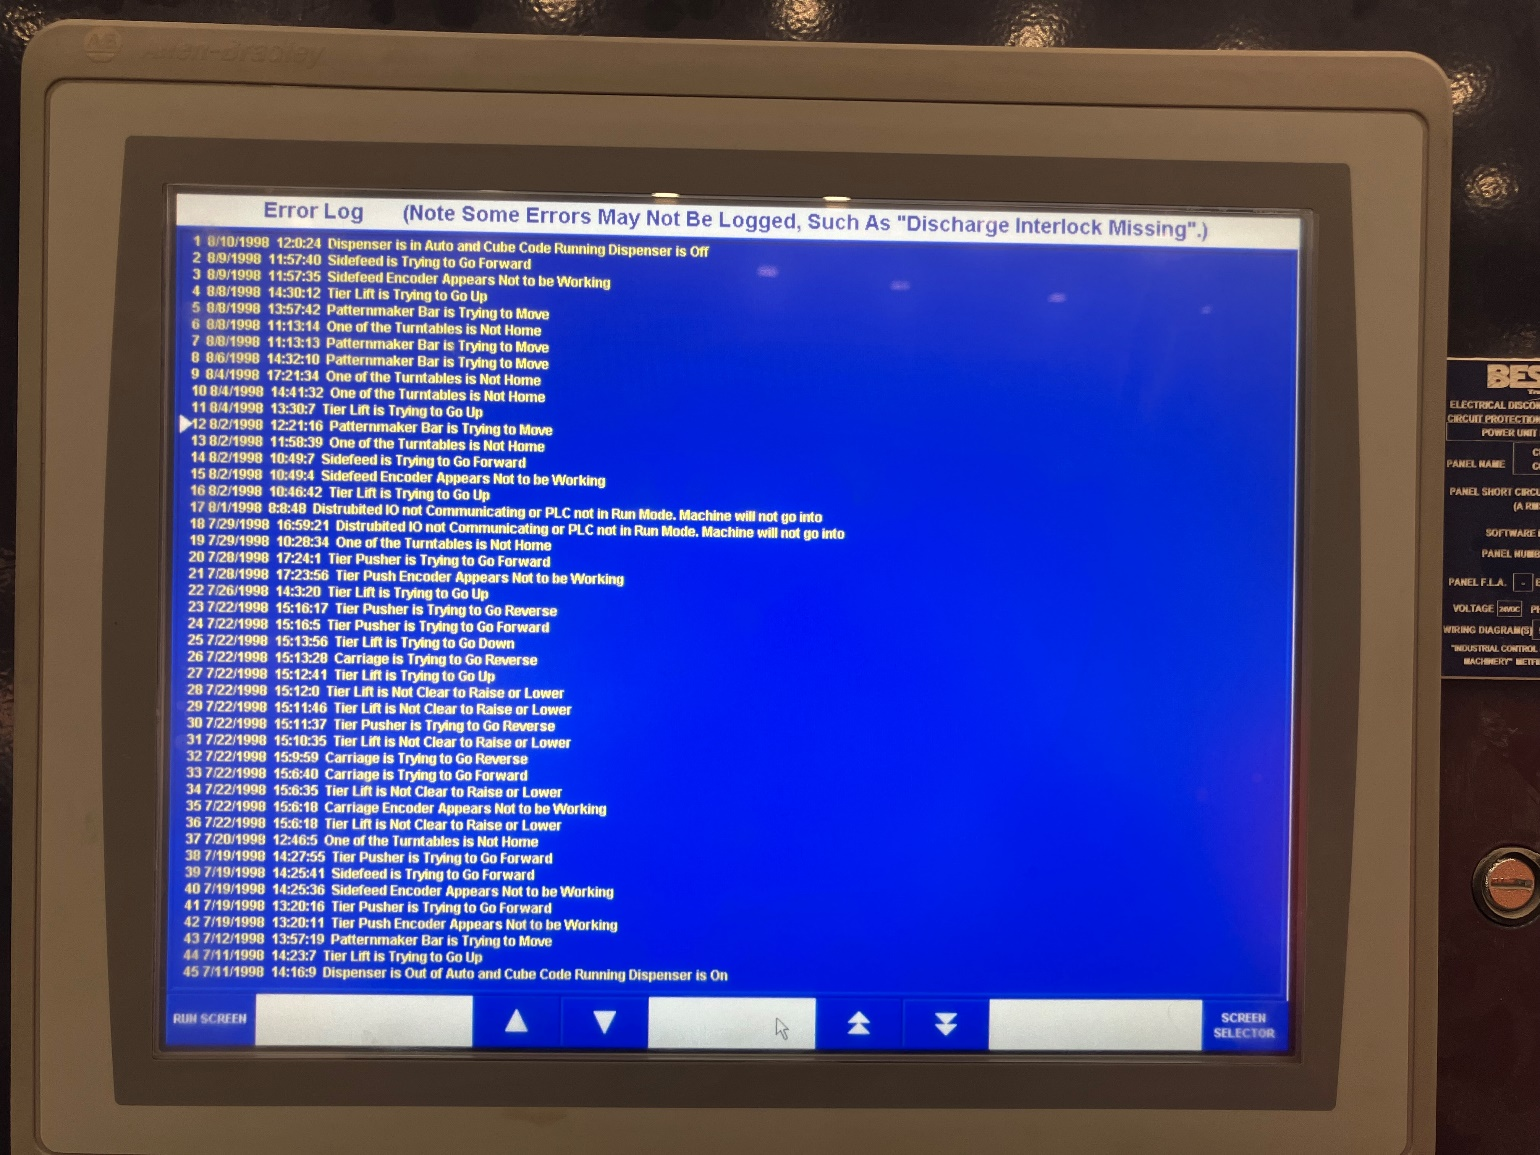 Allen-Bradley
Error Log (Note Some Errors May Not Be Logged, Such As "Discharge Interlock Missing".)
1 8/10/1998 12:0:24 Dispenser is in Auto and Cube Code Running Dispenser is Off
2 8/9/1998 11:57:40 Sidefeed is Trying to Go Forward
3 8/9/1998 11:57:35 Sidefeed Encoder Appears Not to be Working
4 8/8/1998 14:30:12 Tier Lift is Trying to Go Up
5 8/8/1998 13:57:42 Patternmaker Bar is Trying to Move
6 8/8/1998 11:13:14 One of the Turntables is Not Home
7 8/8/1998 11:13:13 Patternmaker Bar is Trying to Move
8 8/6/1998 14:32:10 Patternmaker Bar is Trying to Move
9 8/4/1998 17:21:34 One of the Turntables is Not Home
10 8/4/1998 14:41:32 One of the Turntables is Not Home
11 8/4/1998 13:30:7 Tier Lift is Trying to Go Up
12 8/2/1998 12:21:16 Patternmaker Bar is Trying to Move
13 8/2/1998 11:58:39 One of the Turntables is Not Home
14 8/2/1998 10:49:7 Sidefeed is Trying to Go Forward
15 8/2/1998 10:49:4 Sidefeed Encoder Appears Not to be Working
16 8/2/1998 10:46:42 Tier Lift is Trying to Go Up
17 8/1/1998 8:8:48 Distrubited IO not Communicating or PLC not in Run Mode. Machine will not go into
18 7/29/1998 16:59:21 Distrubited IO not Communicating or PLC not in Run Mode. Machine will not go into
19 7/29/1998 10:28:34 One of the Turntables is Not Home
20 7/28/1998 17:24:1 Tier Pusher is Trying to Go Forward
21 7/28/1998 17:23:56 Tier Push Encoder Appears Not to be Working
22 7/26/1998 14:3:20 Tier Lift is Trying to Go Up
23 7/22/1998 15:16:17 Tier Pusher is Trying to Go Reverse
24 7/22/1998 15:16:5 Tier Pusher is Trying to Go Forward
25 7/22/1998 15:13:56 Tier Lift is Trying to Go Down
26 7/22/1998 15:13:28 Carriage is Trying to Go Reverse
27 7/22/1998 15:12:41 Tier Lift is Trying to Go Up
28 7/22/1998 15:12:0 Tier Lift is Not Clear to Raise or Lower
29 7/22/1998 15:11:46 Tier Lift is Not Clear to Raise or Lower
30 7/22/1998 15:11:37 Tier Pusher is Trying to Go Reverse
31 7/22/1998 15:10:35 Tier Lift is Not Clear to Raise or Lower
32 7/22/1998 15:9:59 Carriage is Trying to Go Reverse
33 7/22/1998 15:6:40 Carriage is Trying to Go Forward
34 7/22/1998 15:6:35 Tier Lift is Not Clear to Raise or Lower
35 7/22/1998 15:6:18 Carriage Encoder Appears Not to be Working
36 7/22/1998 15:6:18 Tier Lift is Not Clear to Raise or Lower
37 7/20/1998 12:46:5 One of the Turntables is Not Home
38 7/19/1998 14:27:55 Tier Pusher is Trying to Go Forward
39 7/19/1998 14:25:41 Sidefeed is Trying to Go Forward
40 7/19/1998 14:25:36 Sidefeed Encoder Appears Not to be Working
41 7/19/1998 13:20:16 Tier Pusher is Trying to Go Forward
42 7/19/1998 13:20:11 Tier Push Encoder Appears Not to be Working
43 7/12/1998 13:57:19 Patternmaker Bar is Trying to Move
44 7/11/1998 14:23:7 Tier Lift is Trying to Go Up
45 7/11/1998 14:16:9 Dispenser is Out of Auto and Cube Code Running Dispenser is On
RUN SCREEN
SCREEN
SELECTOR
BES
ELECTRICAL DISCO
CIRCUIT PROTECTIO
POWER UNIT
PANEL NAME
PANEL SHORT CIRCU
SOFTWARE
PANEL NUMB
PANEL F.L.A. -
VOLTAGE 24VDC PH
WIRING DIAGRAM(S)
"INDUSTRIAL CONTROL
MACHINERY"